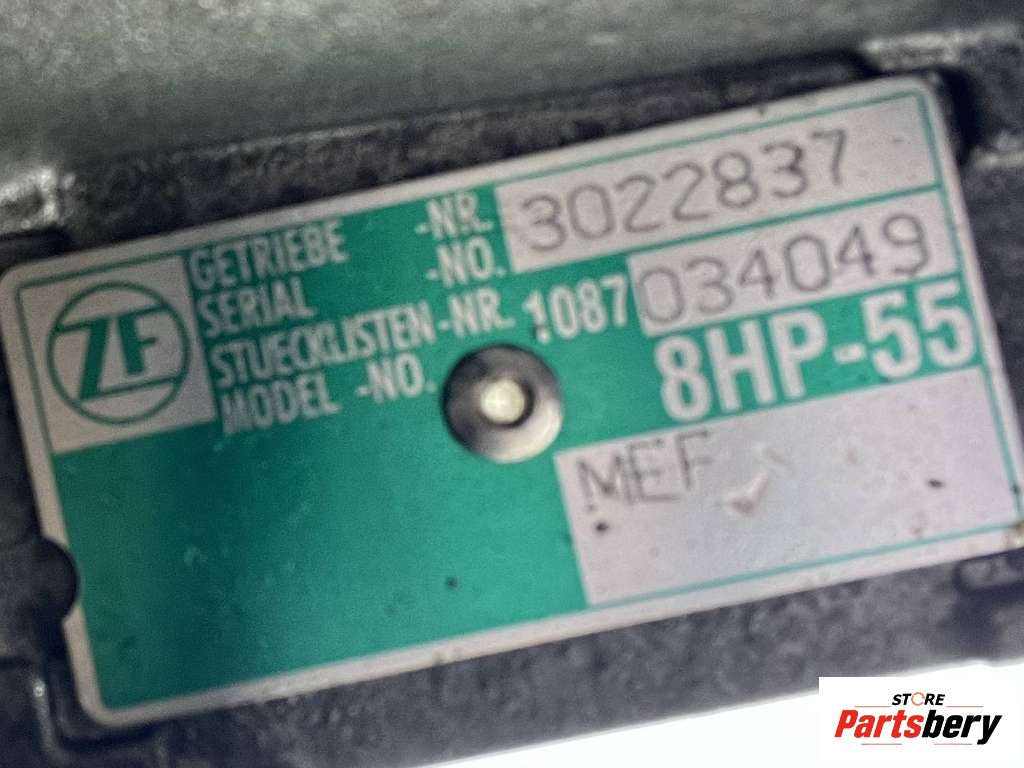 ZF
GETRIEBE -NR. 3022837
SERIAL -NO.
STUECKLISTEN-NR. 1087 034049
MODEL -NO. 8HP-55
MEF
STORE
Partsbery